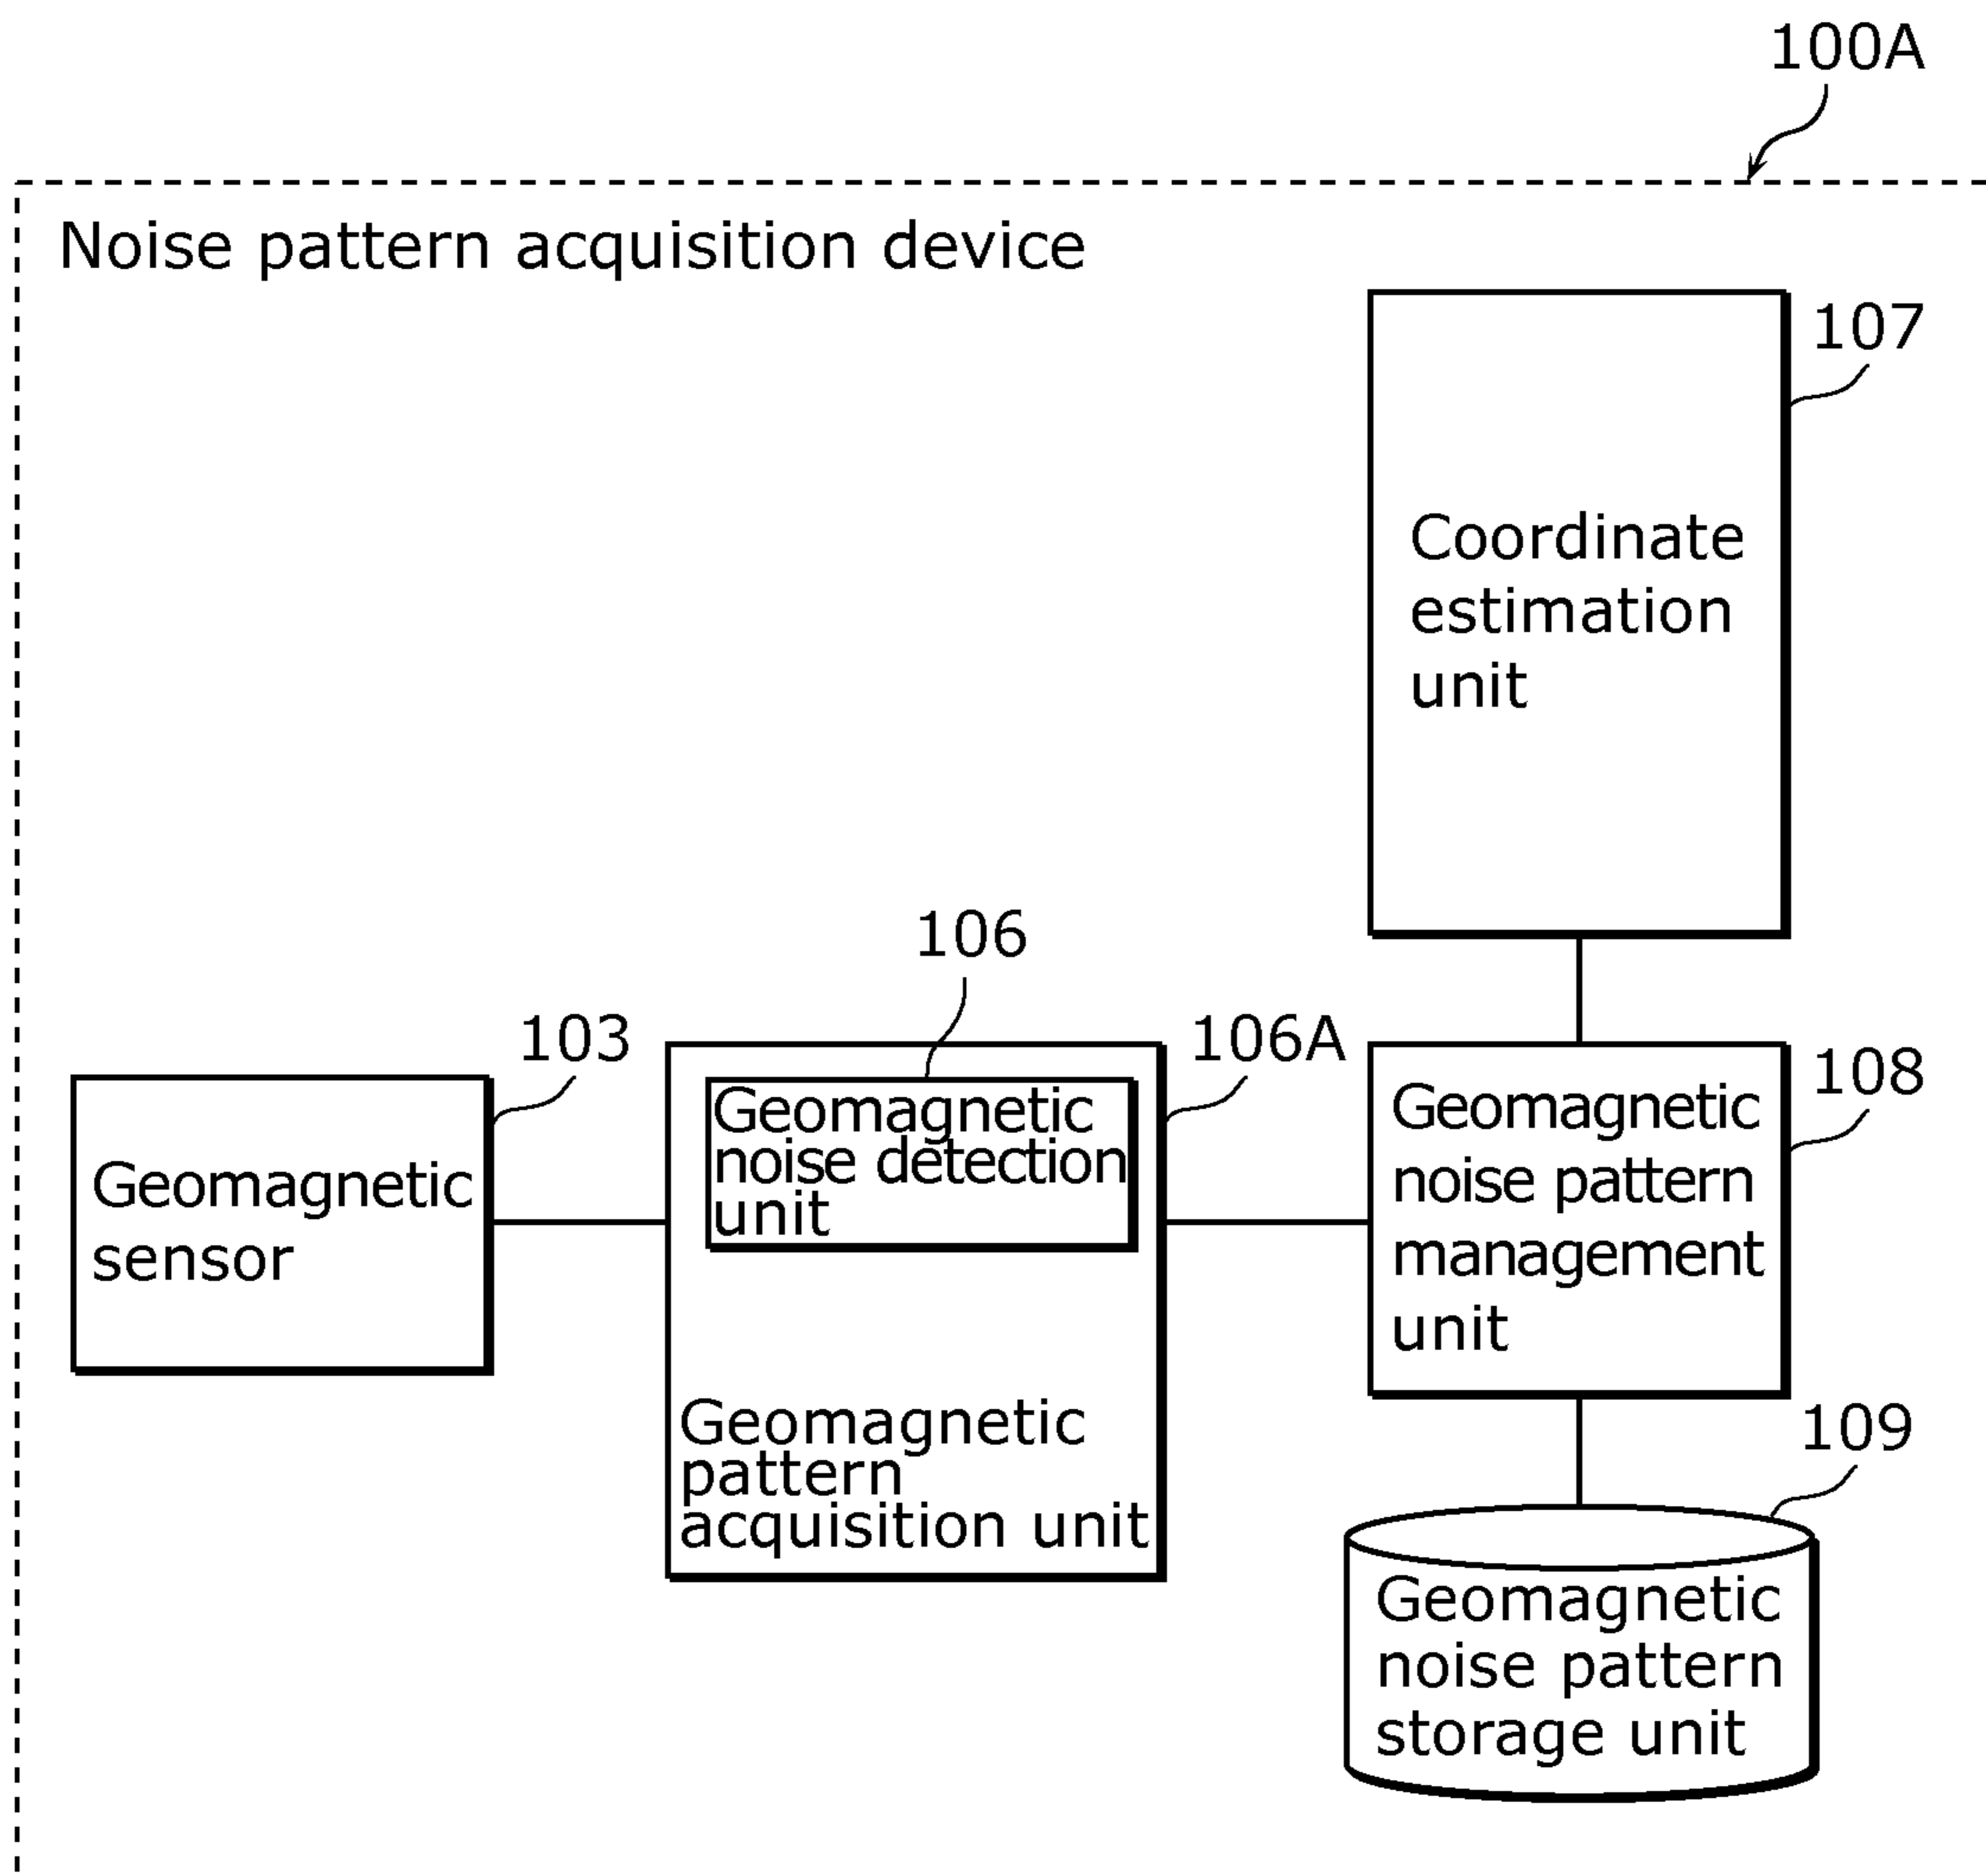 100A
Noise pattern acquisition device
107
Coordinate
estimation
unit
106
103
106A
108
Geomagnetic
sensor
Geomagnetic
noise detection
unit
Geomagnetic
pattern
acquisition unit
Geomagnetic
noise pattern
management
unit
109
Geomagnetic
noise pattern
storage unit